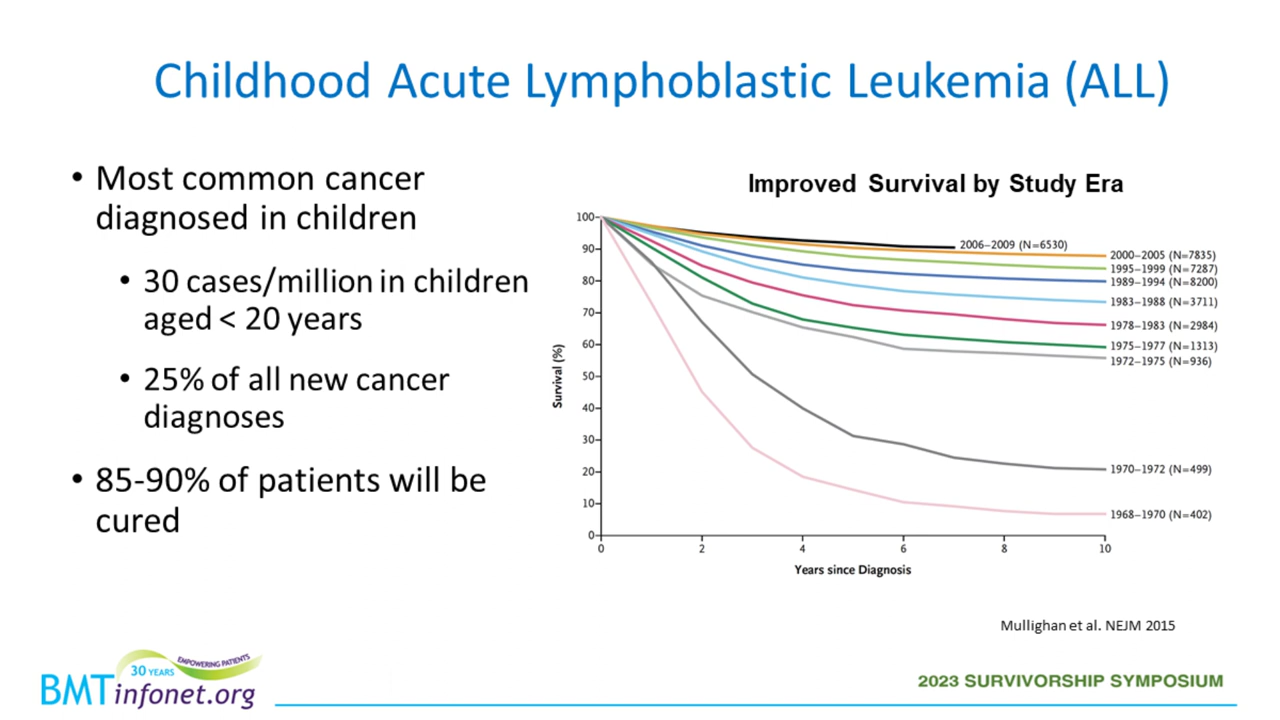 Childhood Acute Lymphoblastic Leukemia (ALL)
• Most common cancer
diagnosed in children
• 30 cases/million in children
aged < 20 years
• 25% of all new cancer
diagnoses
• 85-90% of patients will be
cured
Improved Survival by Study Era
Survival (%)
100
90
80
70
60
50
40
30
20
10
0
0 2 4 6 8 10
Years since Diagnosis
2006–2009 (N=6530)
2000–2005 (N=7835)
1995–1999 (N=7287)
1989–1994 (N=8200)
1983–1988 (N=3711)
1978–1983 (N=2984)
1975–1977 (N=1313)
1972–1975 (N=936)
1970–1972 (N=499)
1968–1970 (N=402)
Mullighan et al. NEJM 2015
30 YEARS EMPOWERING PATIENTS
BMTinfonet.org
2023 SURVIVORSHIP SYMPOSIUM